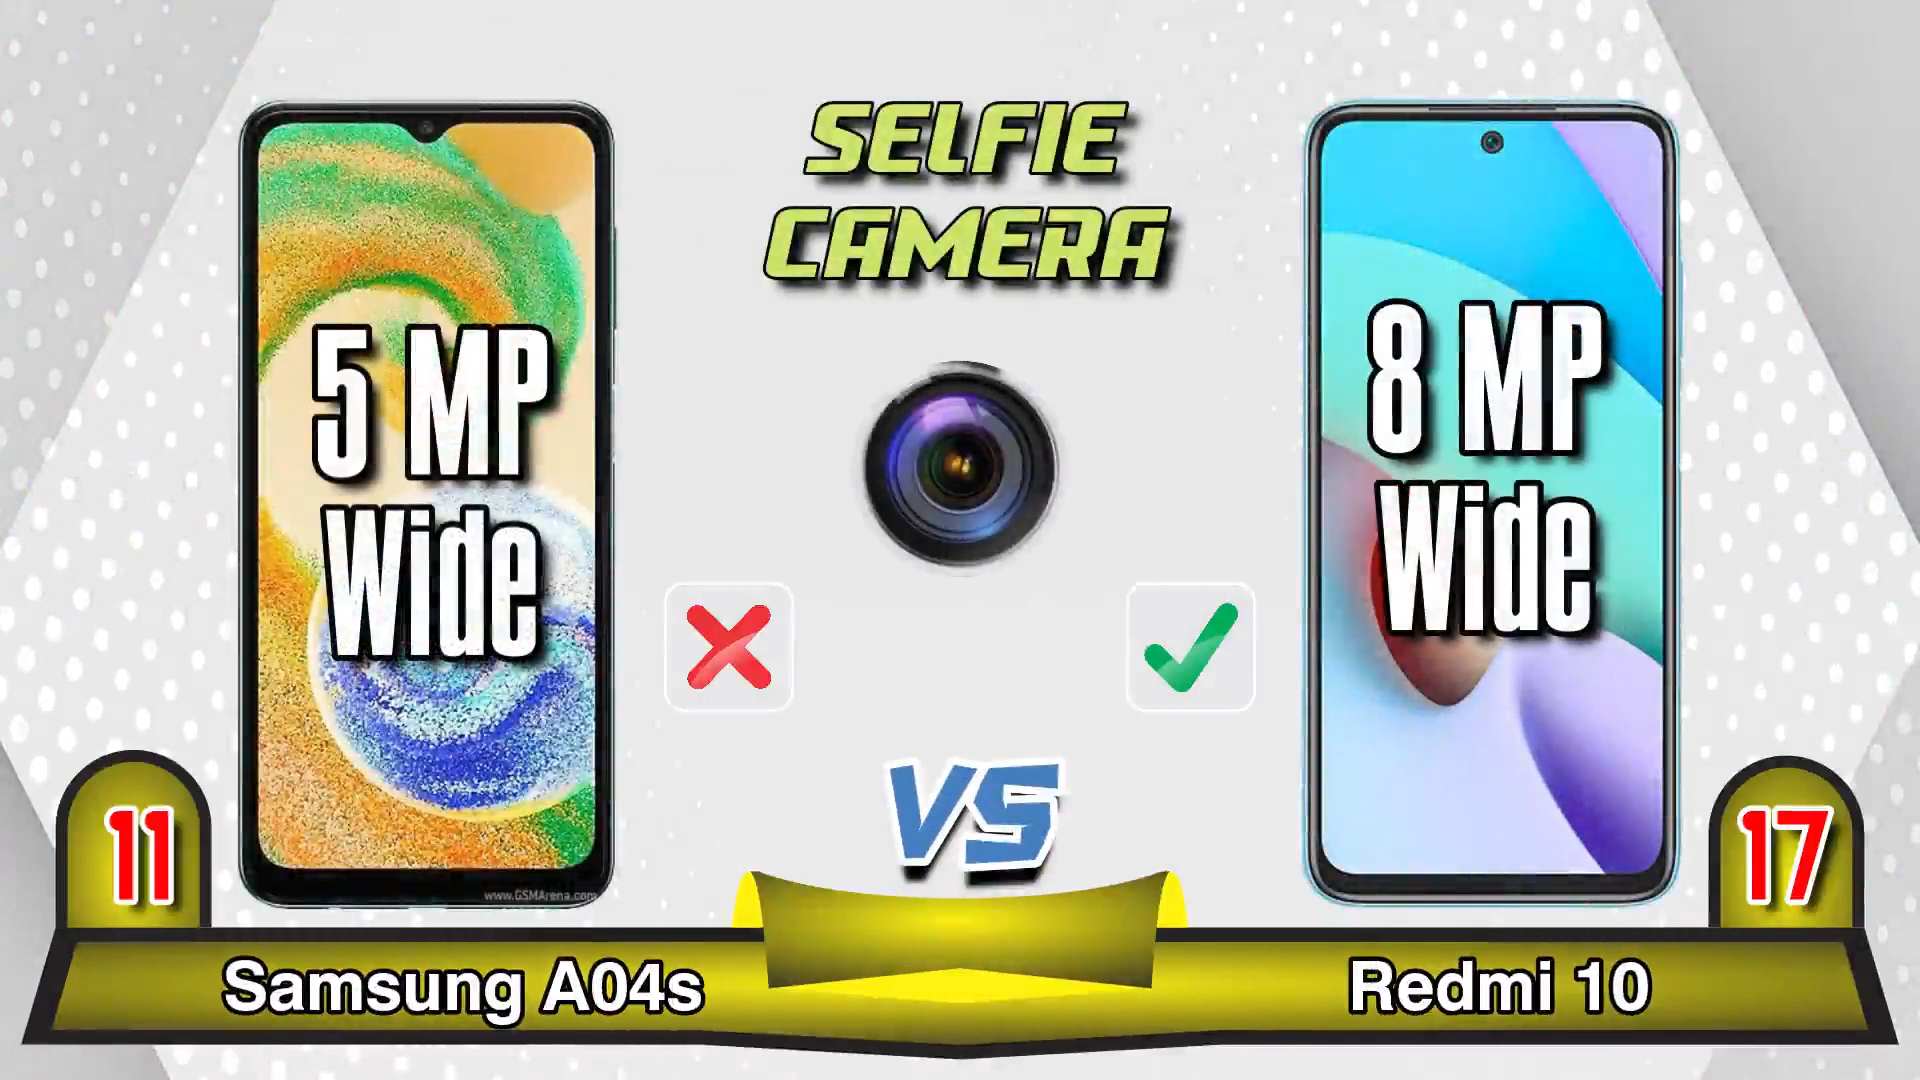 SELFIE
CAMERA
5 MP
Wide
8 MP
Wide
VS
11
17
www.GSMArena.com
Samsung A04s
Redmi 10